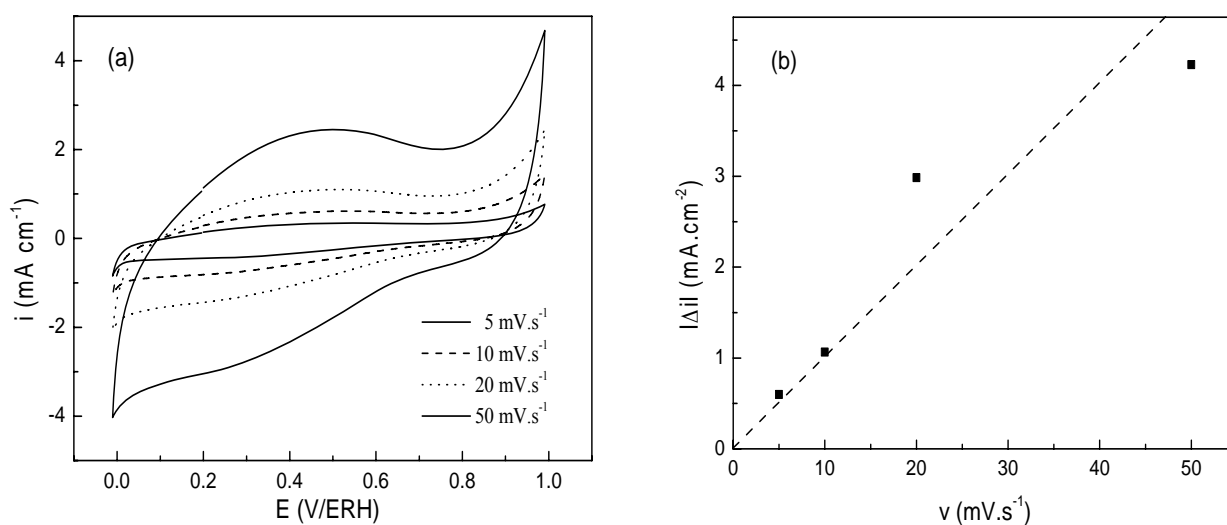 (a)
4
2
0
-2
-4
i (mA cm⁻¹)
5 mV.s⁻¹
10 mV.s⁻¹
20 mV.s⁻¹
50 mV.s⁻¹
0.0 0.2 0.4 0.6 0.8 1.0
E (V/ERH)
(b)
4
3
2
1
0
|Δi| (mA.cm⁻²)
0 10 20 30 40 50
v (mV.s⁻¹)